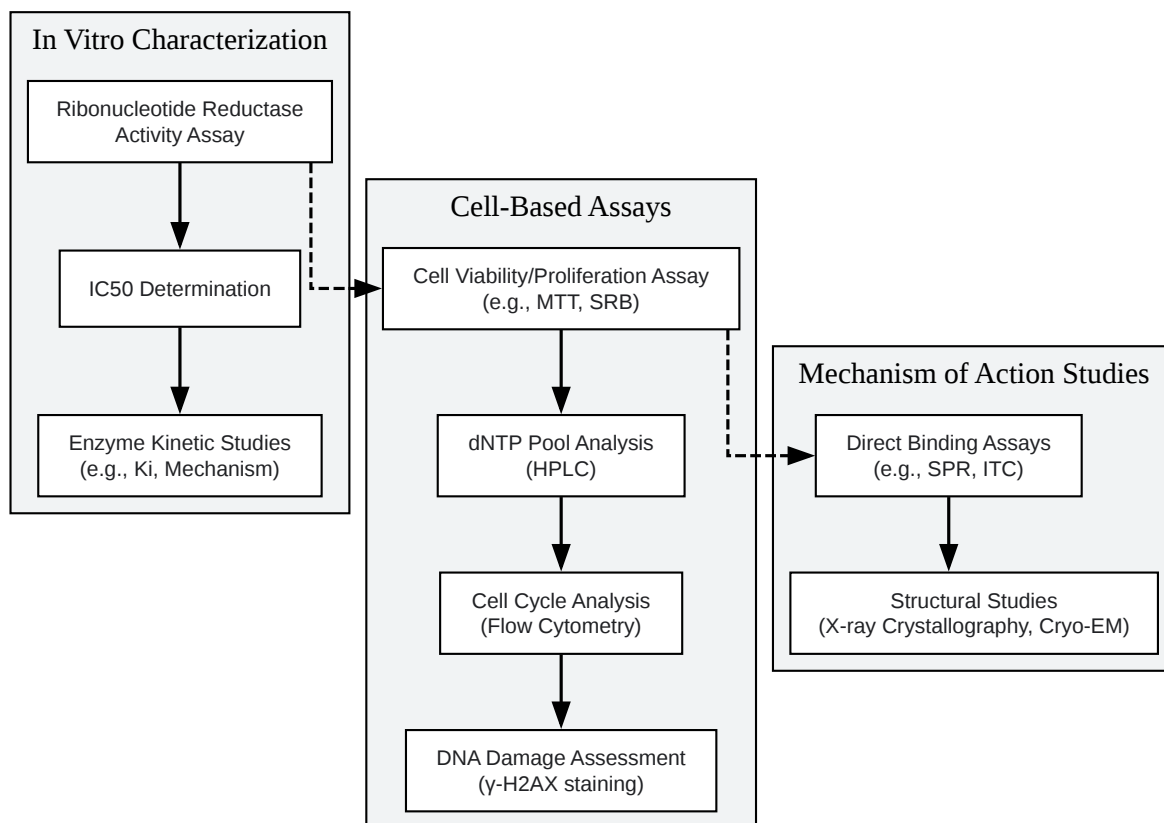 In Vitro Characterization
Ribonucleotide Reductase
Activity Assay
IC50 Determination
Enzyme Kinetic Studies
(e.g., Ki, Mechanism)
Cell-Based Assays
Cell Viability/Proliferation Assay
(e.g., MTT, SRB)
dNTP Pool Analysis
(HPLC)
Cell Cycle Analysis
(Flow Cytometry)
DNA Damage Assessment
(γ-H2AX staining)
Mechanism of Action Studies
Direct Binding Assays
(e.g., SPR, ITC)
Structural Studies
(X-ray Crystallography, Cryo-EM)